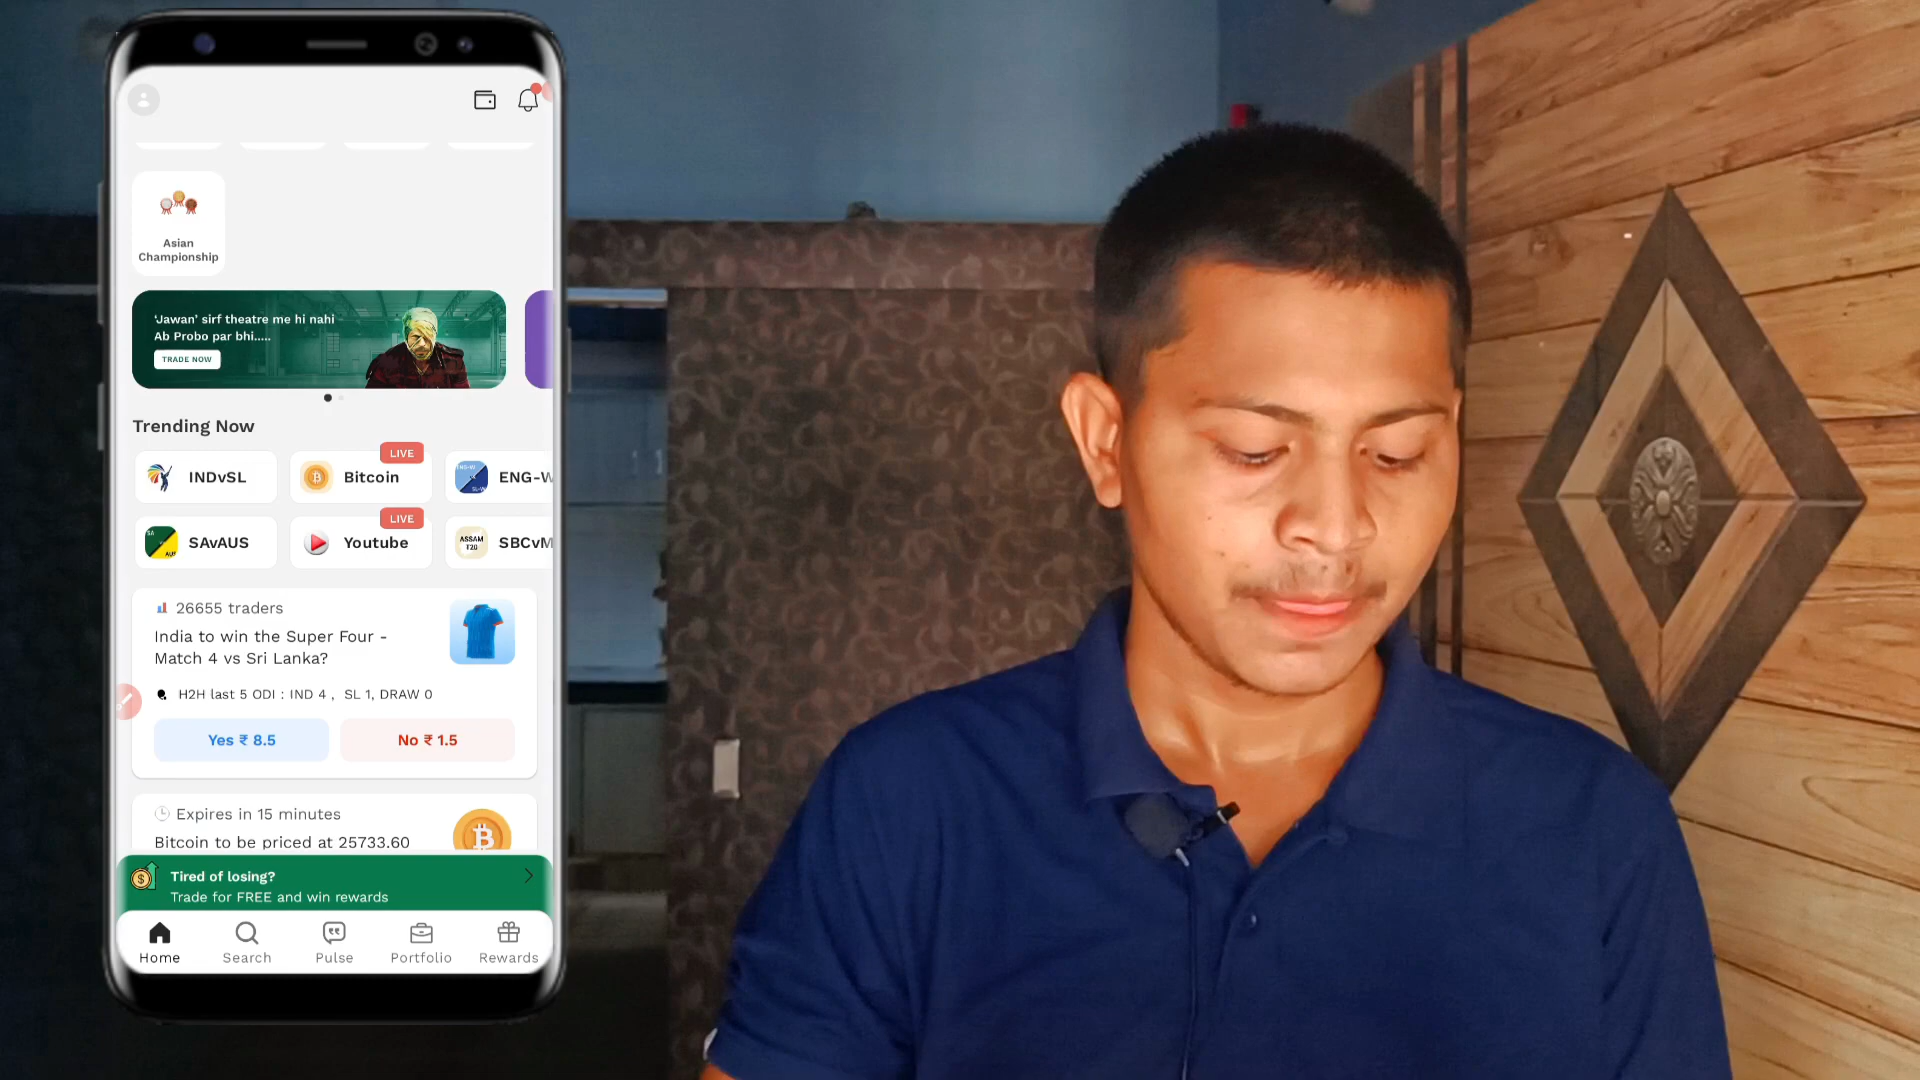 Asian
Championship
'Jawan' sirf theatre me hi nahi
Ab Probo par bhi.....
TRADE NOW
Trending Now
LIVE
INDvSL
Bitcoin
ENG-W
LIVE
SAvAUS
Youtube
ASSAM
T20
SBCvM
26655 traders
India to win the Super Four -
Match 4 vs Sri Lanka?
H2H last 5 ODI : IND 4 , SL 1, DRAW 0
Yes ₹ 8.5
No ₹ 1.5
Expires in 15 minutes
Bitcoin to be priced at 25733.60
Tired of losing?
Trade for FREE and win rewards
Home
Search
Pulse
Portfolio
Rewards